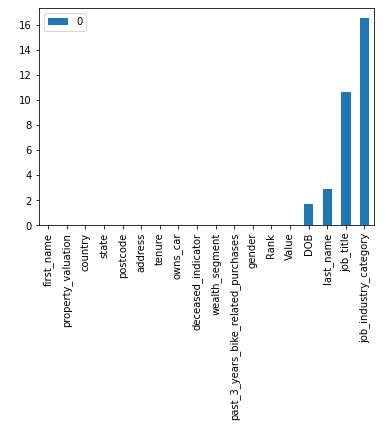 16
14
12
10
8
6
4
2
0
0
first_name
property_valuation
country
state
postcode
address
tenure
owns_car
deceased_indicator
wealth_segment
past_3_years_bike_related_purchases
gender
Rank
Value
DOB
last_name
job_title
job_industry_category